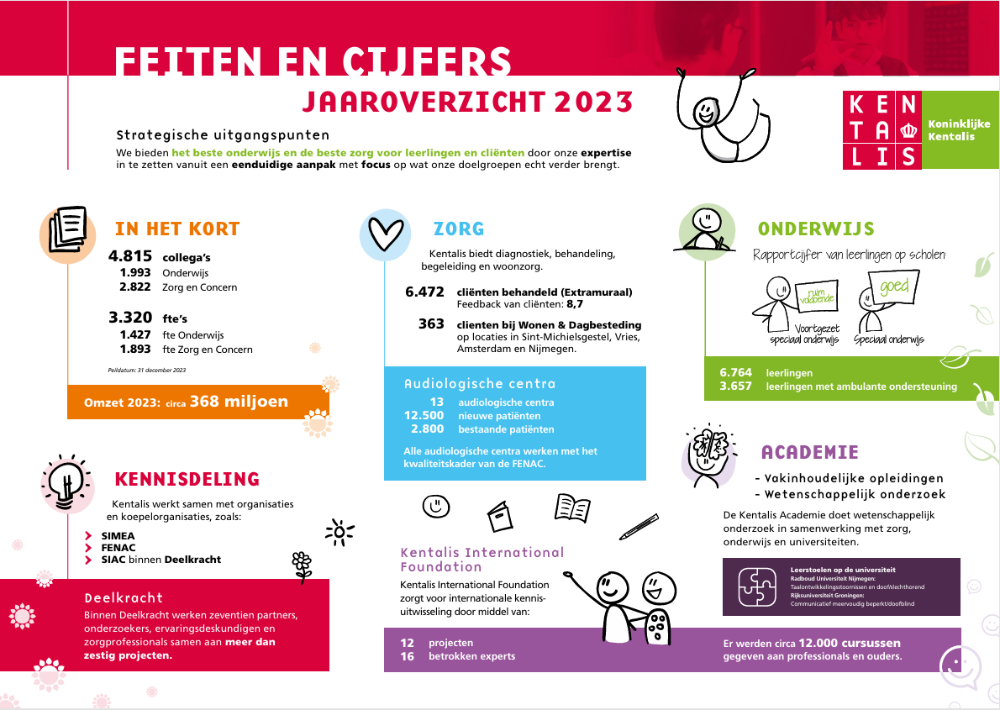 FEITEN EN CIJFERS
JAAROVERZICHT 2023
KEN
TA
LIS
Koninklijke
Kentalis
Strategische uitgangspunten
We bieden het beste onderwijs en de beste zorg voor leerlingen en cliënten door onze expertise
in te zetten vanuit een eenduidige aanpak met focus op wat onze doelgroepen echt verder brengt.
IN HET KORT
4.815 collega's
1.993 Onderwijs
2.822 Zorg en Concern
3.320 fte's
1.427 fte Onderwijs
1.893 fte Zorg en Concern
Peildatum: 31 december 2023
Omzet 2023: circa 368 miljoen
KENNISDELING
Kentalis werkt samen met organisaties
en koepelorganisaties, zoals:
SIMEA
FENAC
SIAC binnen Deelkracht
Deelkracht
Binnen Deelkracht werken zeventien partners,
onderzoekers, ervaringsdeskundigen en
zorgprofessionals samen aan meer dan
zestig projecten.
ZORG
Kentalis biedt diagnostiek, behandeling,
begeleiding en woonzorg.
6.472 cliënten behandeld (Extramuraal)
Feedback van cliënten: 8,7
363 clienten bij Wonen & Dagbesteding
op locaties in Sint-Michielsgestel, Vries,
Amsterdam en Nijmegen.
Audiologische centra
13 audiologische centra
12.500 nieuwe patiënten
2.800 bestaande patiënten
Alle audiologische centra werken met het
kwaliteitskader van de FENAC.
Kentalis International
Foundation
Kentalis International Foundation
zorgt voor internationale kennis-
uitwisseling door middel van:
12 projecten
16 betrokken experts
ONDERWIJS
Rapportcijfer van leerlingen op scholen:
ruim
voldoende
goed
Voortgezet
speciaal onderwijs
Speciaal onderwijs
6.764 leerlingen
3.657 leerlingen met ambulante ondersteuning
ACADEMIE
- Vakinhoudelijke opleidingen
- Wetenschappelijk onderzoek
De Kentalis Academie doet wetenschappelijk
onderzoek in samenwerking met zorg,
onderwijs en universiteiten.
Leerstoelen op de universiteit
Radboud Universiteit Nijmegen:
Taalontwikkelingsstoornissen en doof/slechthorend
Rijksuniversiteit Groningen:
Communicatief meervoudig beperkt/doofblind
Er werden circa 12.000 cursussen
gegeven aan professionals en ouders.